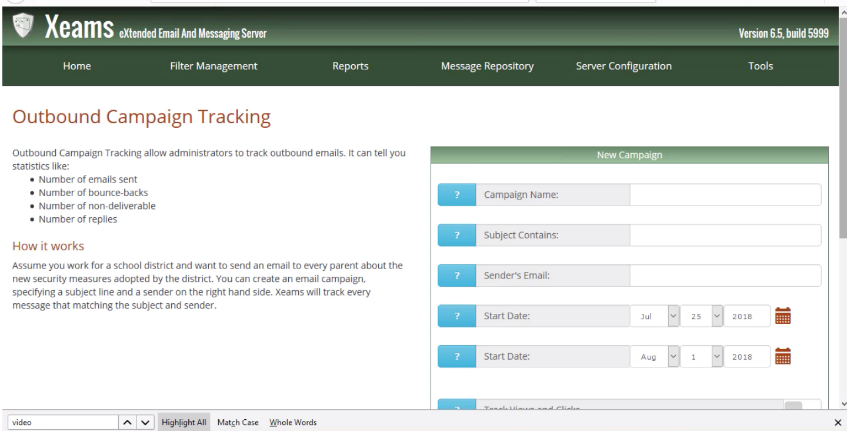 Xeams eXtended Email And Messaging Server
Version 6.5, build 5999
Home Filter Management Reports Message Repository Server Configuration Tools
Outbound Campaign Tracking
Outbound Campaign Tracking allow administrators to track outbound emails. It can tell you
statistics like:
Number of emails sent
Number of bounce-backs
Number of non-deliverable
Number of replies
How it works
Assume you work for a school district and want to send an email to every parent about the
new security measures adopted by the district. You can create an email campaign,
specifying a subject line and a sender on the right hand side. Xeams will track every
message that matching the subject and sender.
New Campaign
? Campaign Name:
? Subject Contains:
? Sender's Email:
? Start Date: Jul 25 2018
? Start Date: Aug 1 2018
? Track Views and Clicks
video Highlight All Match Case Whole Words